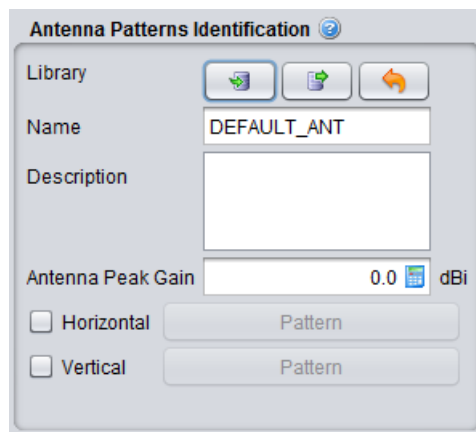 Antenna Patterns Identification ?
Library
Name DEFAULT_ANT
Description
Antenna Peak Gain 0.0 dBi
Horizontal Pattern
Vertical Pattern